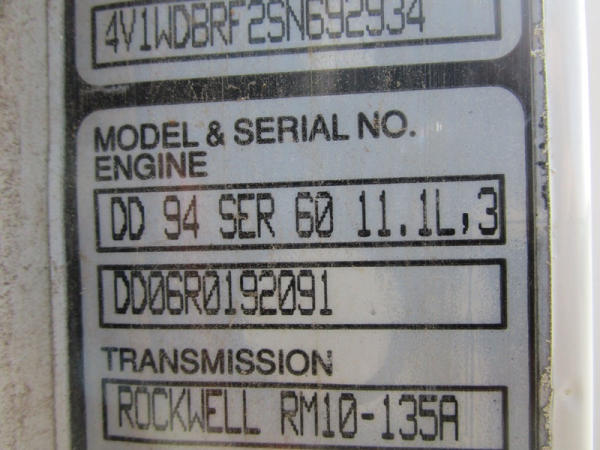 4V1WDBRF2SN692934
MODEL & SERIAL NO.
ENGINE
DD 94 SER 60 11.1L,3
DD06R0192091
TRANSMISSION
ROCKWELL RM10-135A